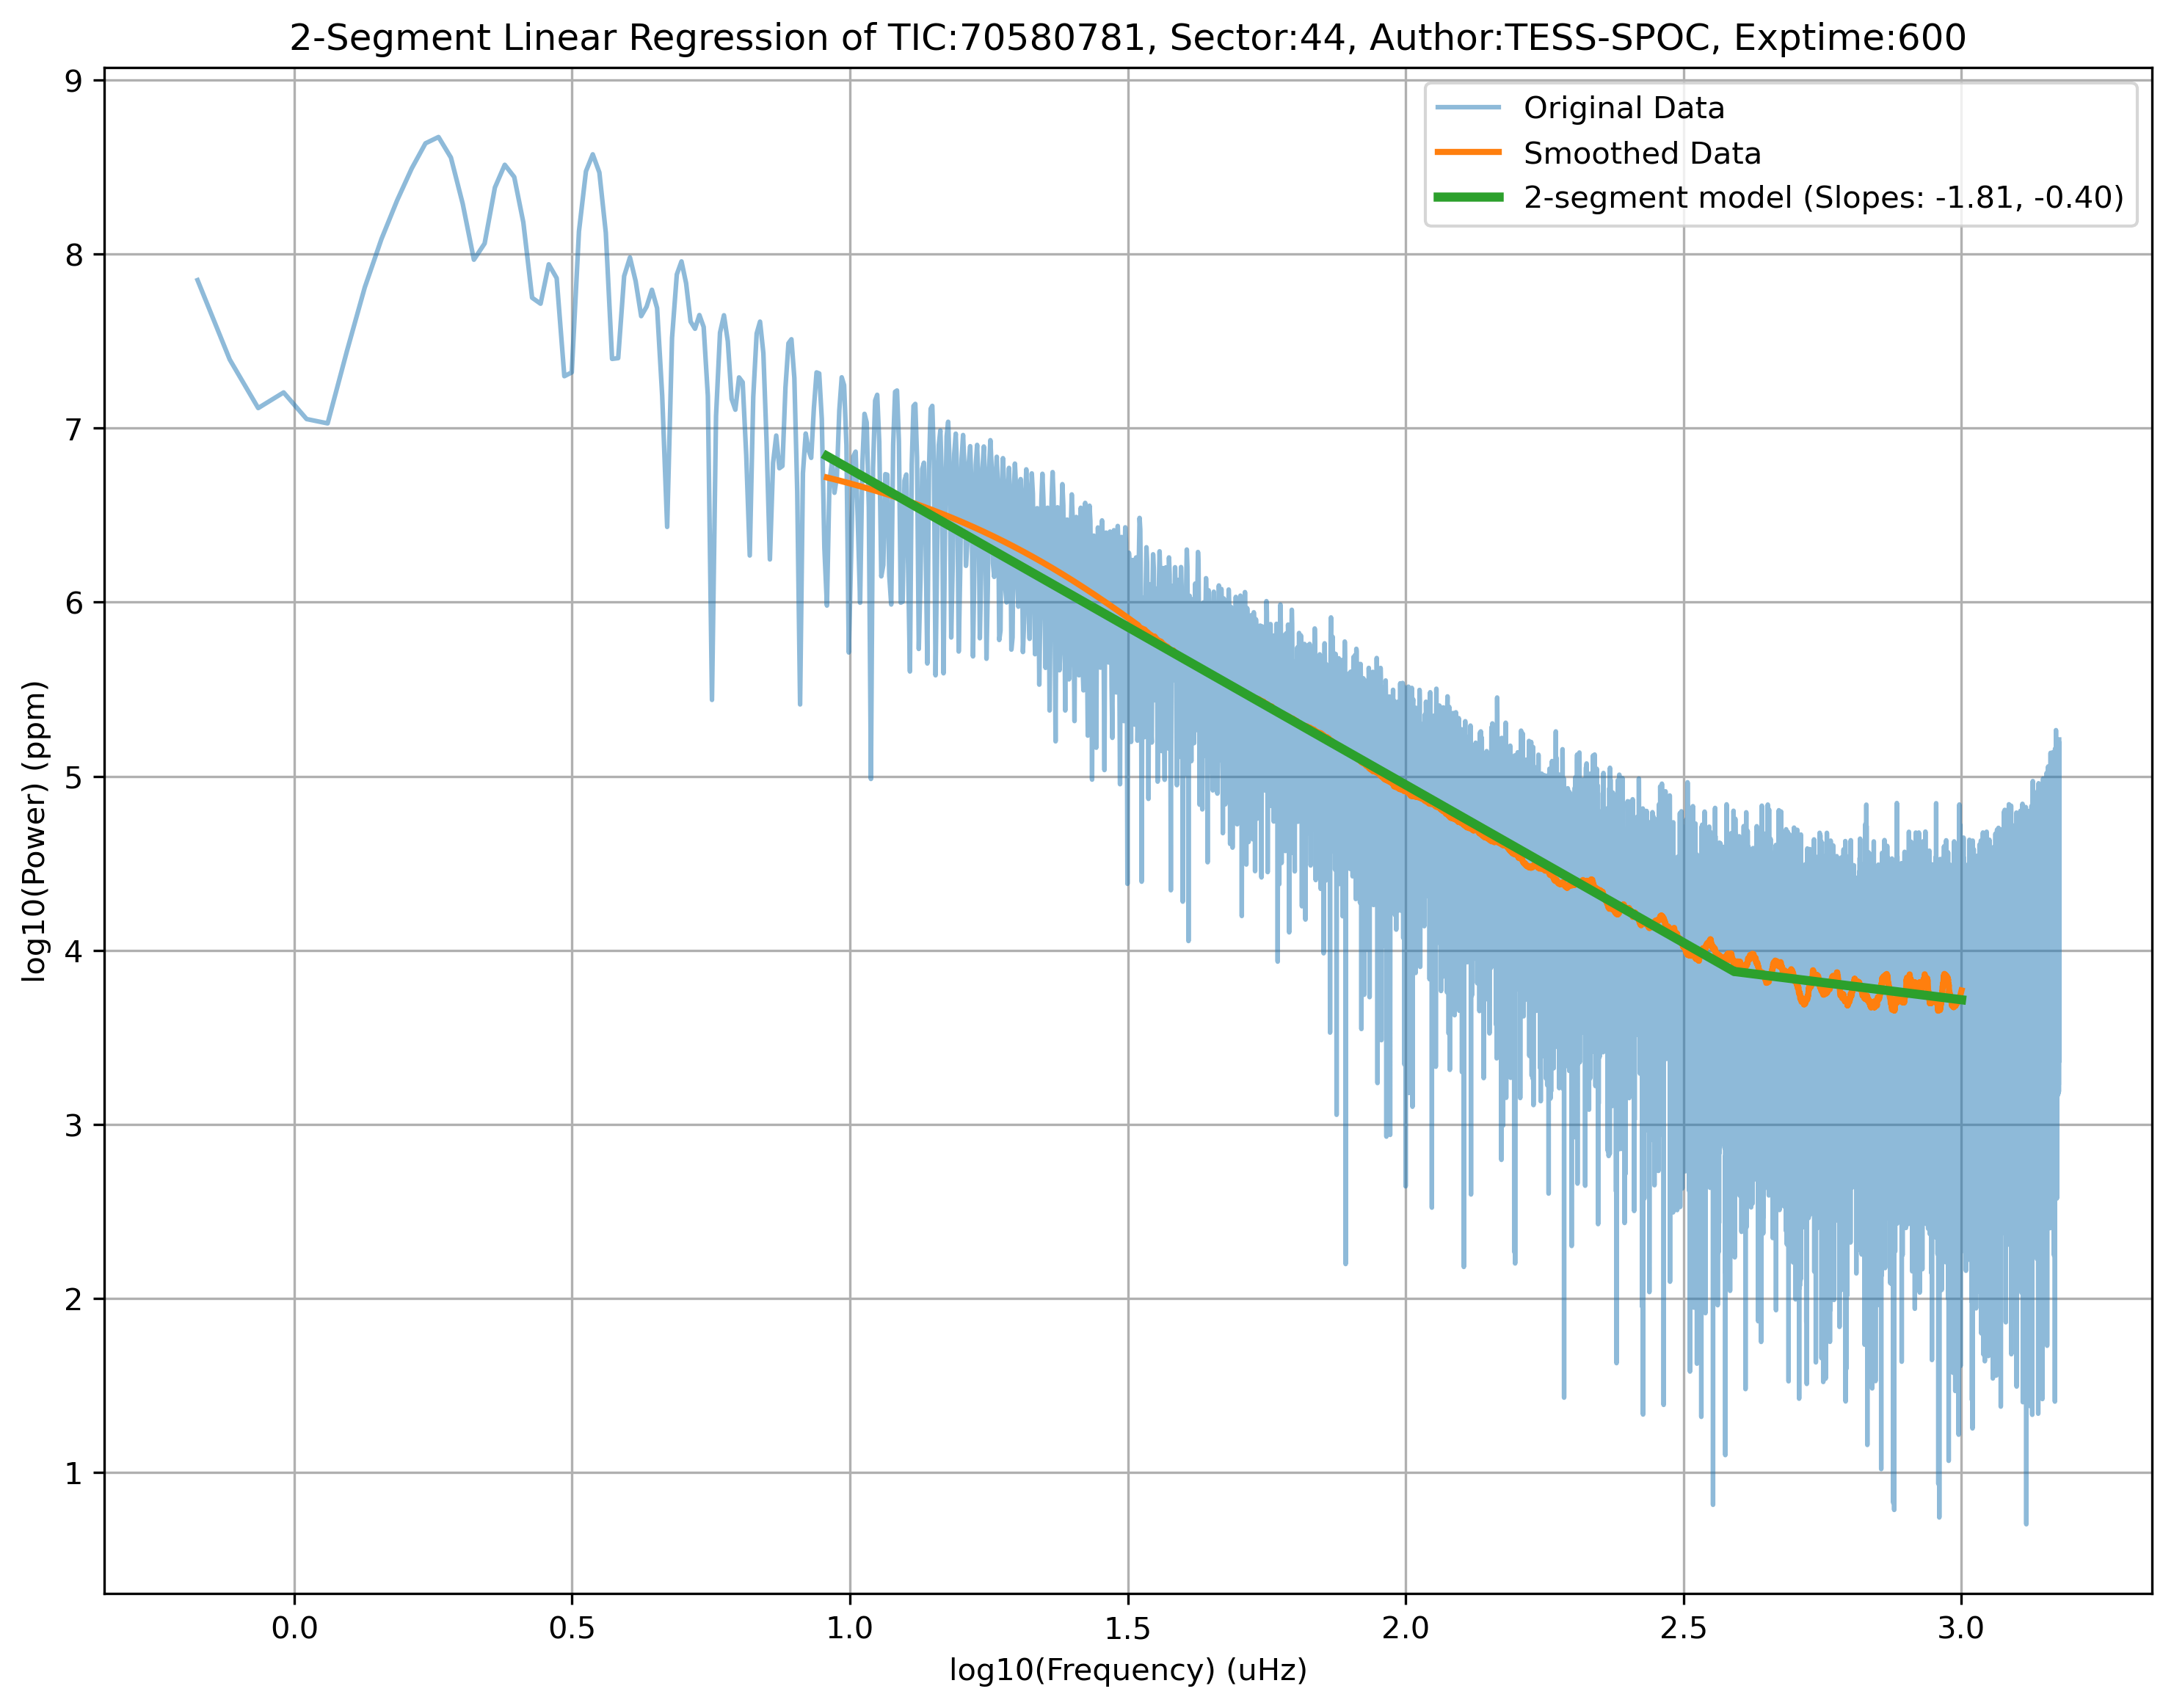 2-Segment Linear Regression of TIC:70580781, Sector:44, Author:TESS-SPOC, Exptime:600
Original Data
Smoothed Data
2-segment model (Slopes: -1.81, -0.40)
log10(Power) (ppm)
9
8
7
6
5
4
3
2
1
0.0 0.5 1.0 1.5 2.0 2.5 3.0
log10(Frequency) (uHz)